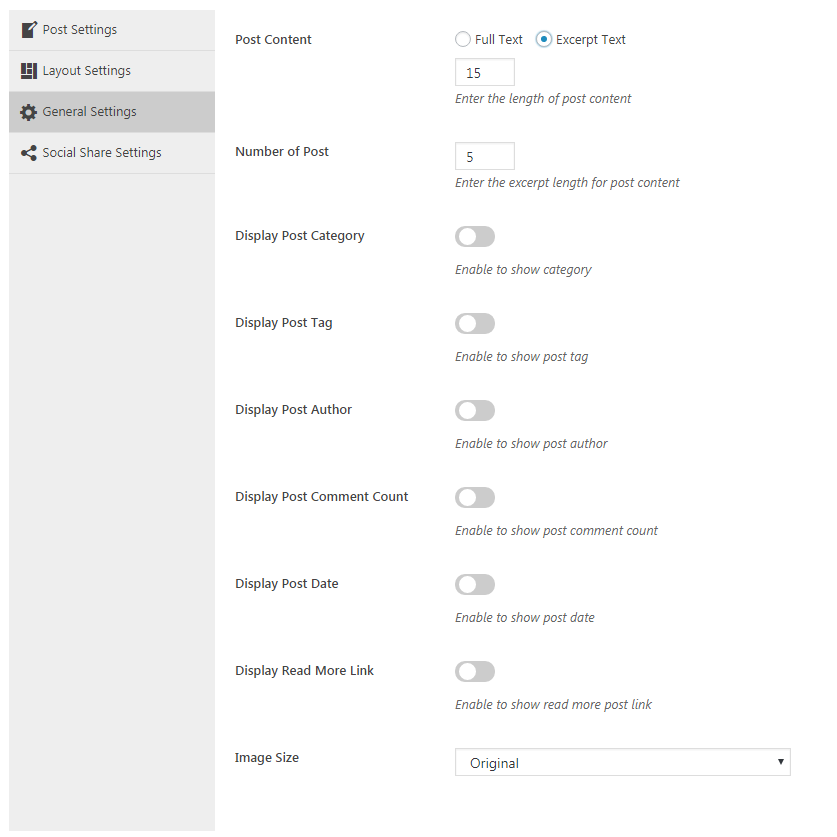 Post Settings
Layout Settings
General Settings
Social Share Settings
Post Content
Full Text Excerpt Text
15
Enter the length of post content
Number of Post
5
Enter the excerpt length for post content
Display Post Category
Enable to show category
Display Post Tag
Enable to show post tag
Display Post Author
Enable to show post author
Display Post Comment Count
Enable to show post comment count
Display Post Date
Enable to show post date
Display Read More Link
Enable to show read more post link
Image Size
Original